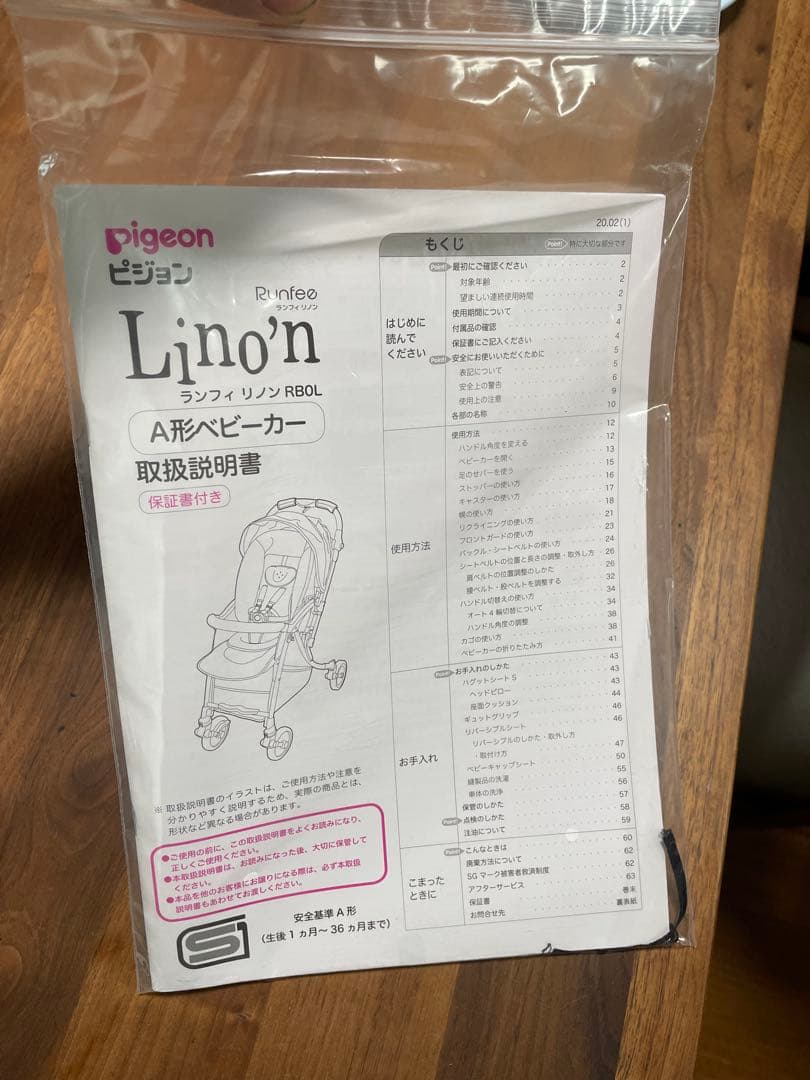 Pigeon
ピジョン
Runfee
ランフィ リノン
Lino'n
ランフィ リノン RB0L
A形ベビーカー
取扱説明書
保証書付き
※ 取扱説明書のイラストは、ご使用方法や注意を
分かりやすく説明するため、実際の商品とは、
形状など異なる場合があります。
●ご使用の前に、この取扱説明書をよくお読みになり、
正しくご使用ください。
●本取扱説明書は、お読みになった後、大切に保管して
ください。
●本品を他のお客様にお譲りになる際は、必ず本取扱
説明書もあわせてお渡しください。
安全基準 A 形
(生後 1 ヵ月〜 36 ヵ月まで)
20.02(1)
もくじ
Point! 特に大切な部分です
はじめに
読んで
ください
Point! 最初にご確認ください 2
対象年齢 2
望ましい連続使用時間 2
使用期間について 3
付属品の確認 4
保証書にご記入ください 4
Point! 安全にお使いいただくために 5
表記について 5
安全上の警告 6
使用上の注意 9
各部の名称 10
使用方法
使用方法 12
ハンドル角度を変える 12
ベビーカーを開く 13
足のせバーを使う 15
ストッパーの使い方 16
キャスターの使い方 17
幌の使い方 18
リクライニングの使い方 21
フロントガードの使い方 23
バックル・シートベルトの使い方 24
シートベルトの位置と長さの調整・取外し方 26
肩ベルトの位置調整のしかた 26
腰ベルト・股ベルトを調整する 32
ハンドル切替えの使い方 34
オート 4 輪切替について 34
ハンドル角度の調整 38
カゴの使い方 38
ベビーカーの折りたたみ方 41
お手入れ
Point! お手入れのしかた 43
ハグットシート S 43
ヘッドピロー 43
座面クッション 44
ギュットグリップ 46
リバーシブルシート 46
リバーシブルのしかた・取外し方
・取付け方 47
ベビーキャップシート 50
縫製品の洗濯 55
車体の洗浄 56
保管のしかた 57
Point! 点検のしかた 58
注油について 59
こまった
ときに
Point! こんなときは 60
廃棄方法について 62
SG マーク被害者救済制度 62
アフターサービス 63
保証書 巻末
お問合せ先 裏表紙